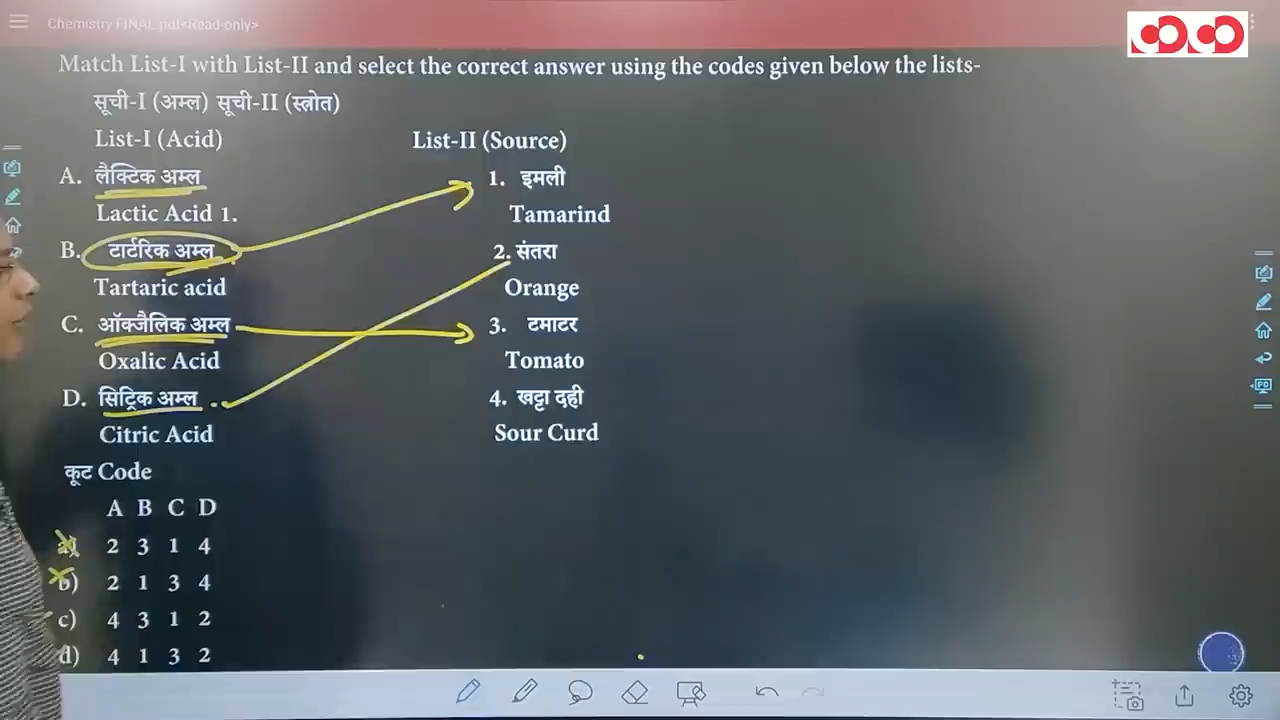 Chemistry FINAL.pdf<Read-only>
Match List-I with List-II and select the correct answer using the codes given below the lists-
सूची-I (अम्ल) सूची-II (स्त्रोत)
List-I (Acid) List-II (Source)
A. लैक्टिक अम्ल 1. इमली
Lactic Acid 1. Tamarind
B. टार्टरिक अम्ल 2. संतरा
Tartaric acid Orange
C. ऑक्जैलिक अम्ल 3. टमाटर
Oxalic Acid Tomato
D. सिट्रिक अम्ल 4. खट्टा दही
Citric Acid Sour Curd
कूट Code
A B C D
a) 2 3 1 4
b) 2 1 3 4
c) 4 3 1 2
d) 4 1 3 2